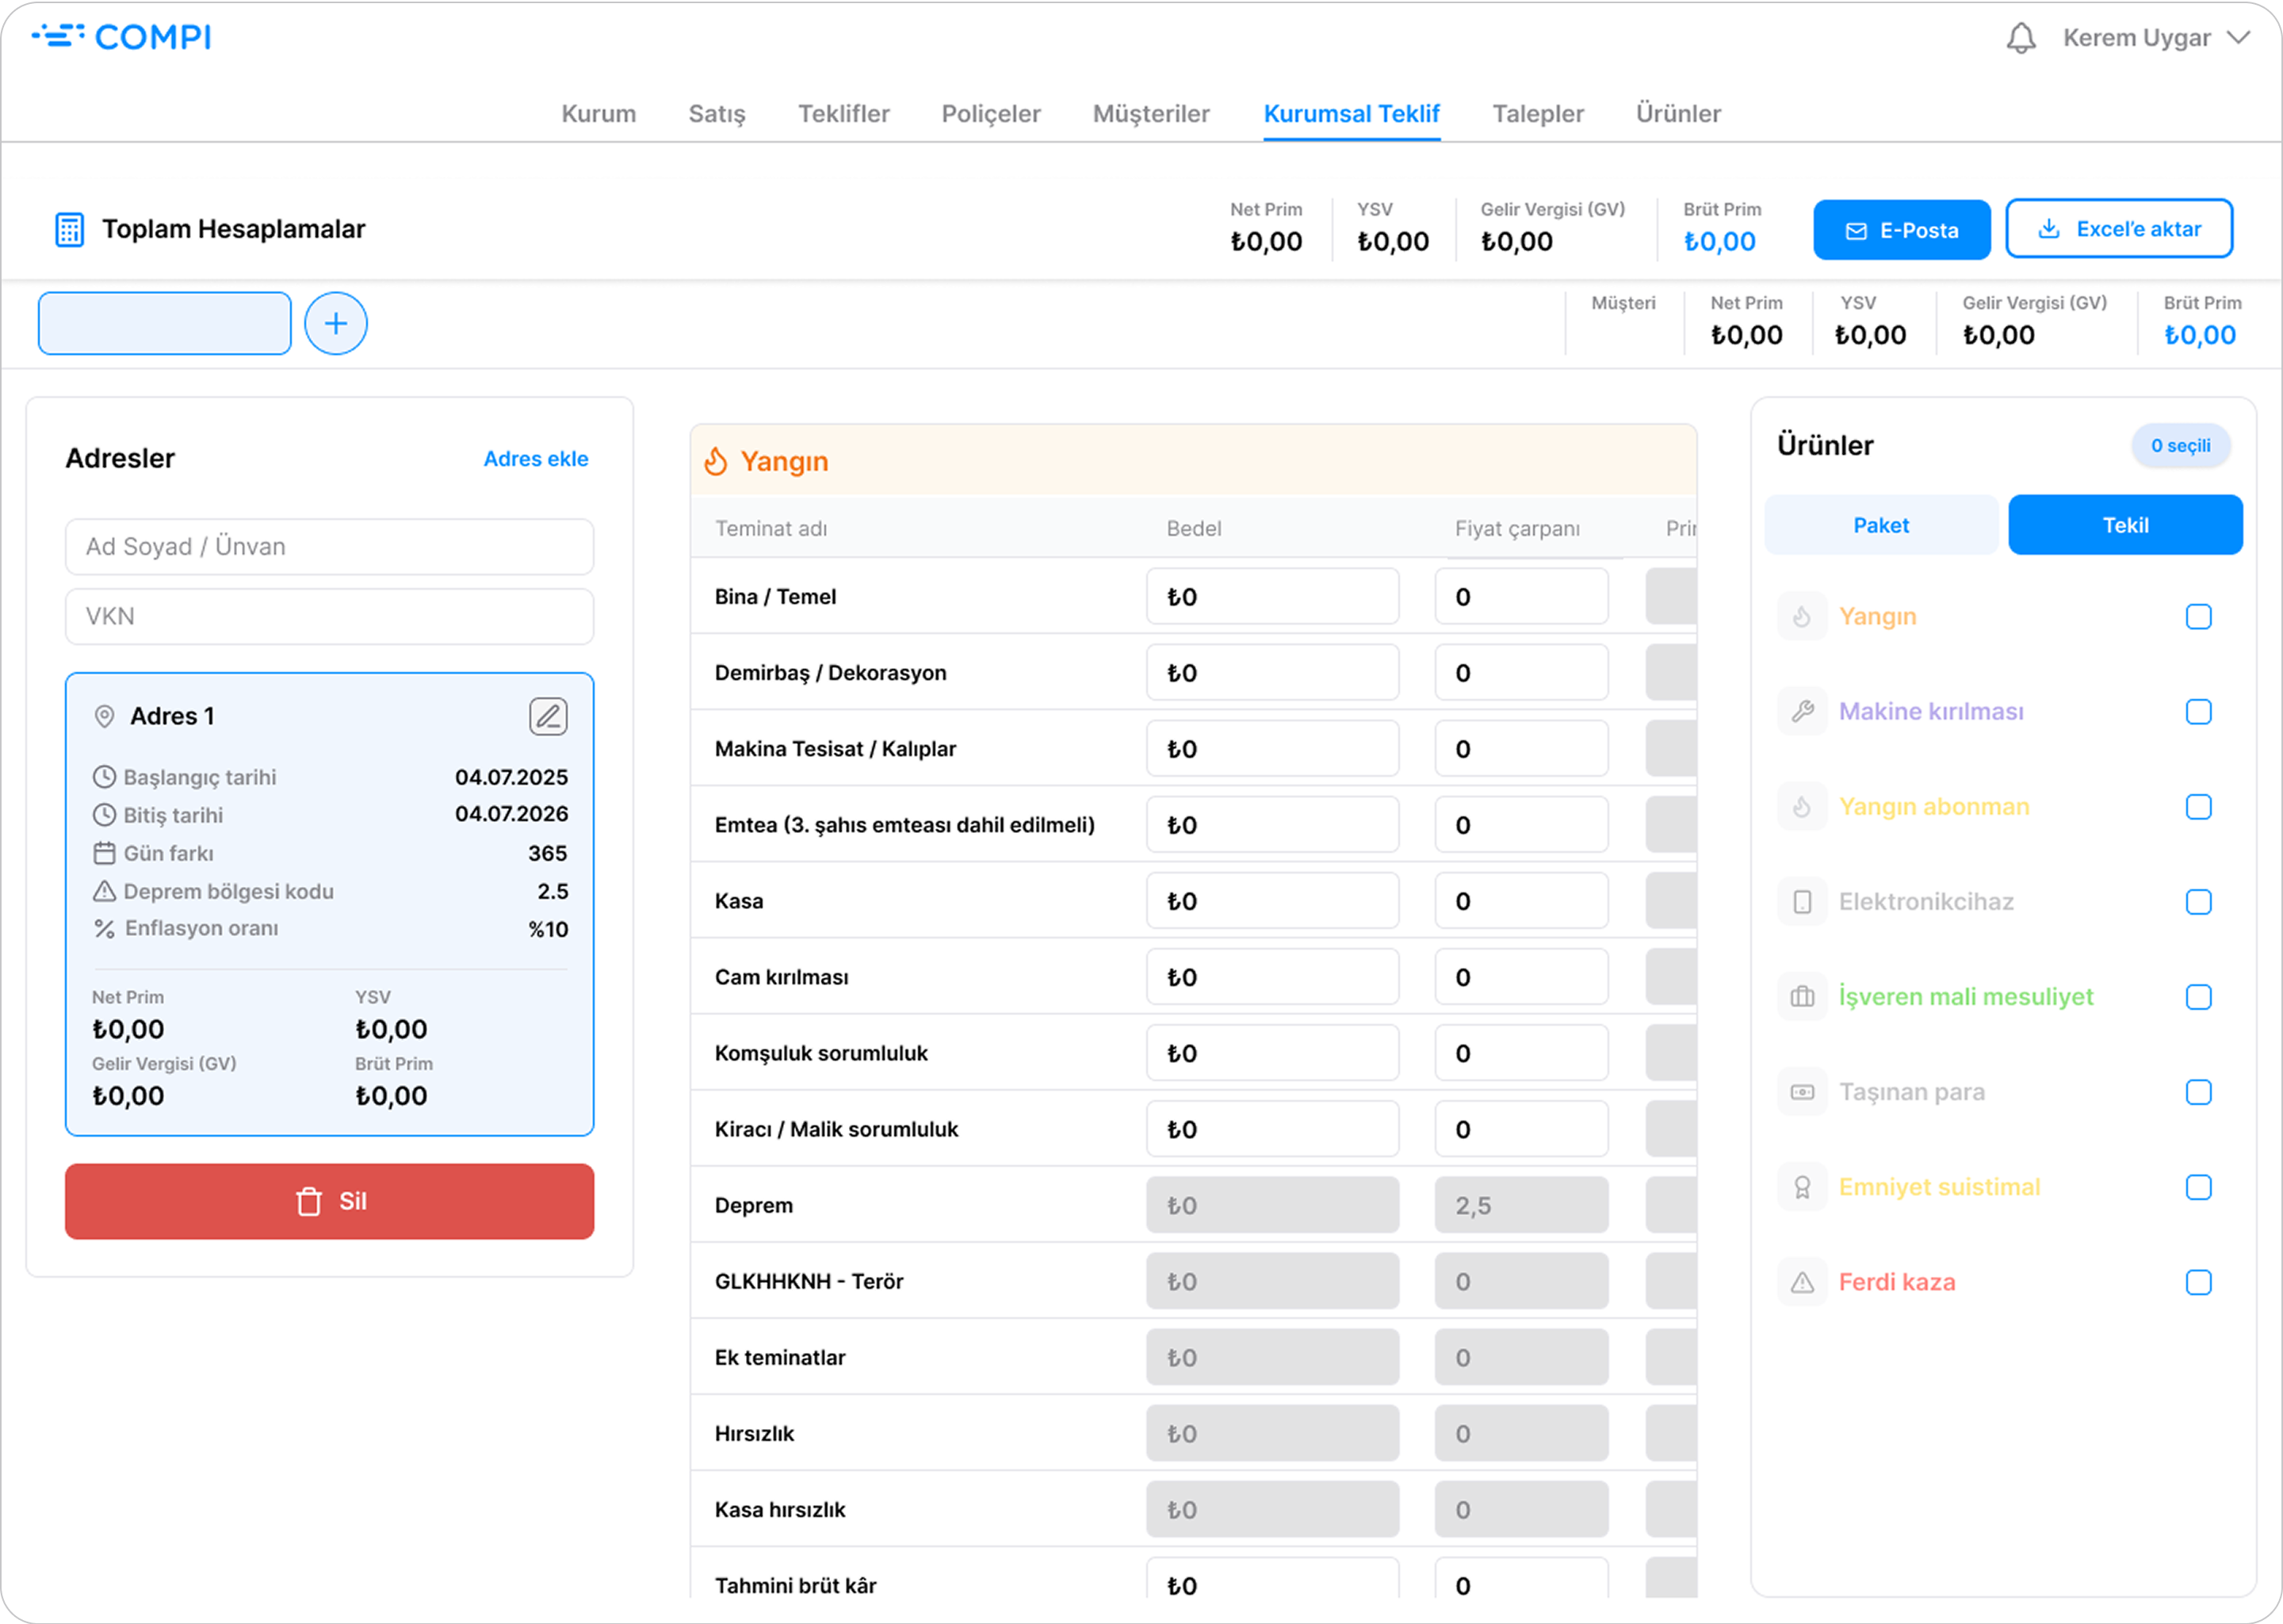 COMPI
Kerem Uygar
Kurum Satış Teklifler Poliçeler Müşteriler Kurumsal Teklif Talepler Ürünler
Toplam Hesaplamalar
Net Prim YSV Gelir Vergisi (GV) Brüt Prim
₺0,00 ₺0,00 ₺0,00 ₺0,00
E-Posta
Excel’e aktar
Müşteri Net Prim YSV Gelir Vergisi (GV) Brüt Prim
₺0,00 ₺0,00 ₺0,00 ₺0,00
Adresler Adres ekle
Ad Soyad / Ünvan
VKN
Adres 1
Başlangıç tarihi 04.07.2025
Bitiş tarihi 04.07.2026
Gün farkı 365
Deprem bölgesi kodu 2.5
Enflasyon oranı %10
Net Prim YSV
₺0,00 ₺0,00
Gelir Vergisi (GV) Brüt Prim
₺0,00 ₺0,00
Sil
Yangın
Teminat adı Bedel Fiyat çarpanı
Bina / Temel ₺0 0
Demirbaş / Dekorasyon ₺0 0
Makina Tesisat / Kalıplar ₺0 0
Emtea (3. şahıs emteası dahil edilmeli) ₺0 0
Kasa ₺0 0
Cam kırılması ₺0 0
Komşuluk sorumluluk ₺0 0
Kiracı / Malik sorumluluk ₺0 0
Deprem ₺0 2,5
GLKHHKNH - Terör ₺0 0
Ek teminatlar ₺0 0
Hırsızlık ₺0 0
Kasa hırsızlık ₺0 0
Tahmini brüt kâr ₺0 0
Ürünler 0 seçili
Paket Tekil
Yangın
Makine kırılması
Yangın abonman
Elektronikcihaz
İşveren mali mesuliyet
Taşınan para
Emniyet suistimal
Ferdi kaza